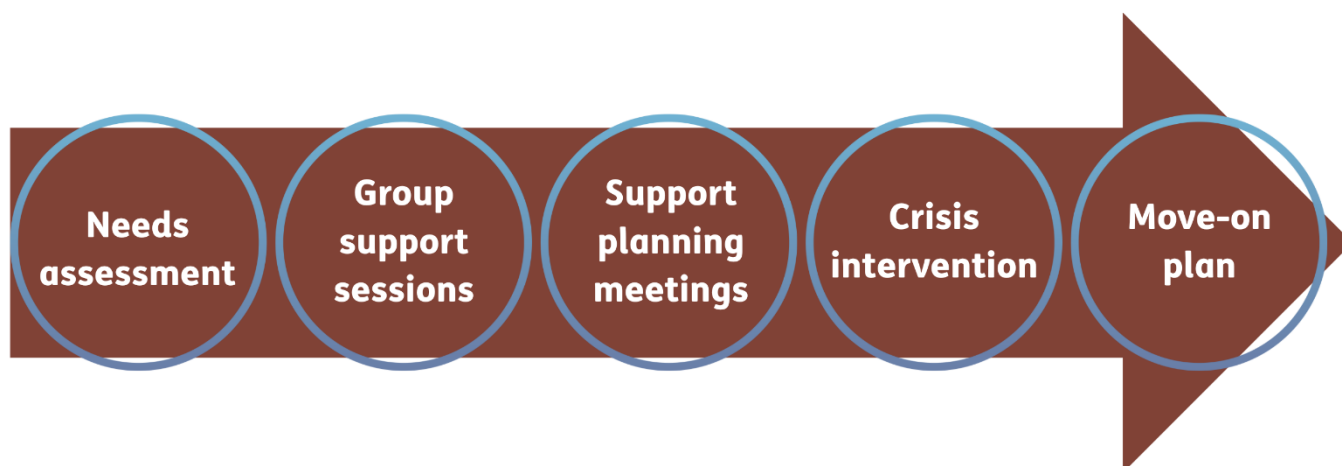 Needs
assessment
Group
support
sessions
Support
planning
meetings
Crisis
intervention
Move-on
plan